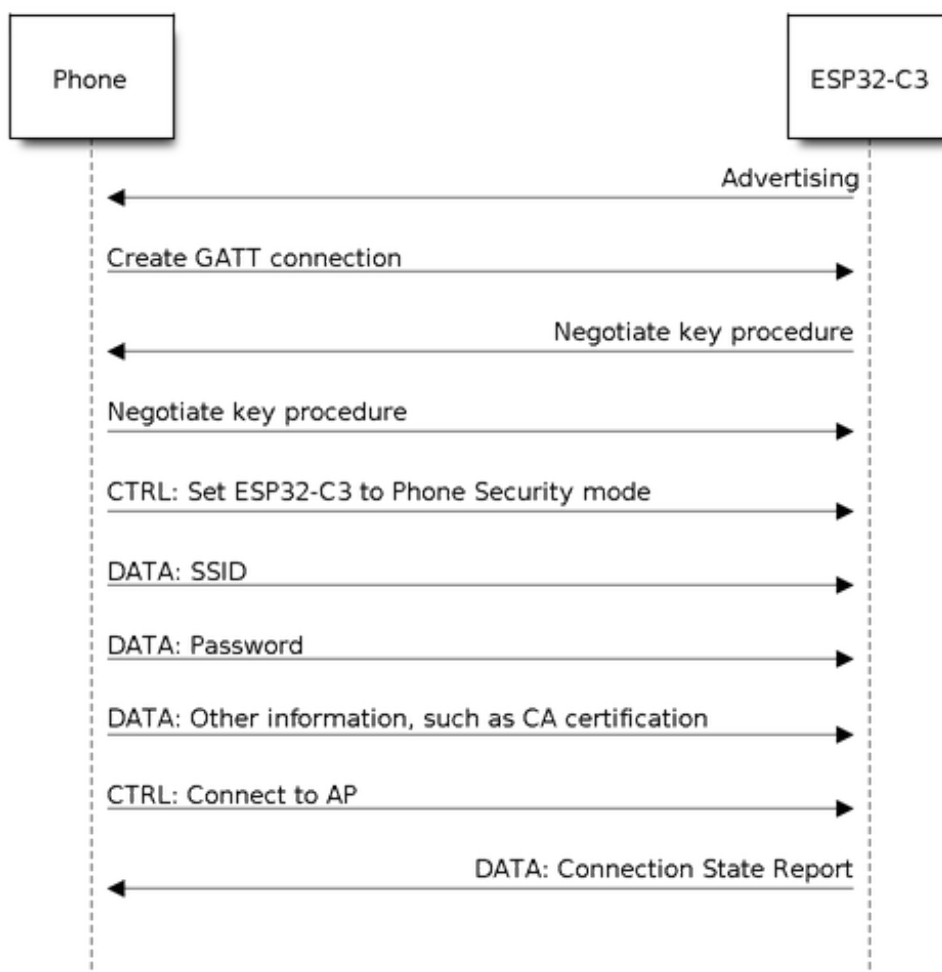 Phone
ESP32-C3
Advertising
Create GATT connection
Negotiate key procedure
Negotiate key procedure
CTRL: Set ESP32-C3 to Phone Security mode
DATA: SSID
DATA: Password
DATA: Other information, such as CA certification
CTRL: Connect to AP
DATA: Connection State Report